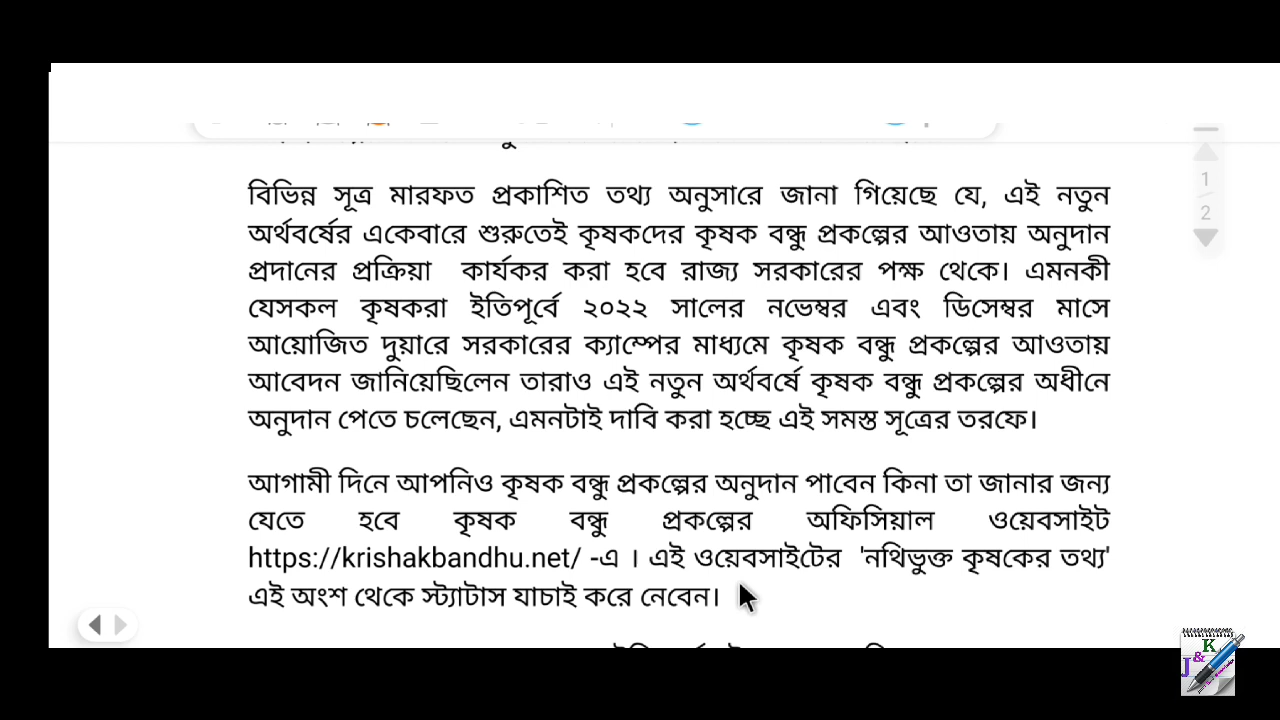 বিভিন্ন সূত্র মারফত প্রকাশিত তথ্য অনুসারে জানা গিয়েছে যে, এই নতুন
অর্থবর্ষের একেবারে শুরুতেই কৃষকদের কৃষক বন্ধু প্রকল্পের আওতায় অনুদান
প্রদানের প্রক্রিয়া কার্যকর করা হবে রাজ্য সরকারের পক্ষ থেকে। এমনকী
যেসকল কৃষকরা ইতিপূর্বে ২০২২ সালের নভেম্বর এবং ডিসেম্বর মাসে
আয়োজিত দুয়ারে সরকারের ক্যাম্পের মাধ্যমে কৃষক বন্ধু প্রকল্পের আওতায়
আবেদন জানিয়েছিলেন তারাও এই নতুন অর্থবর্ষে কৃষক বন্ধু প্রকল্পের অধীনে
অনুদান পেতে চলেছেন, এমনটাই দাবি করা হচ্ছে এই সমস্ত সূত্রের তরফে।
আগামী দিনে আপনিও কৃষক বন্ধু প্রকল্পের অনুদান পাবেন কিনা তা জানার জন্য
যেতে হবে কৃষক বন্ধু প্রকল্পের অফিসিয়াল ওয়েবসাইট
https://krishakbandhu.net/ -এ । এই ওয়েবসাইটের 'নথিভুক্ত কৃষকের তথ্য'
এই অংশ থেকে স্ট্যাটাস যাচাই করে নেবেন।
1
2
J & K